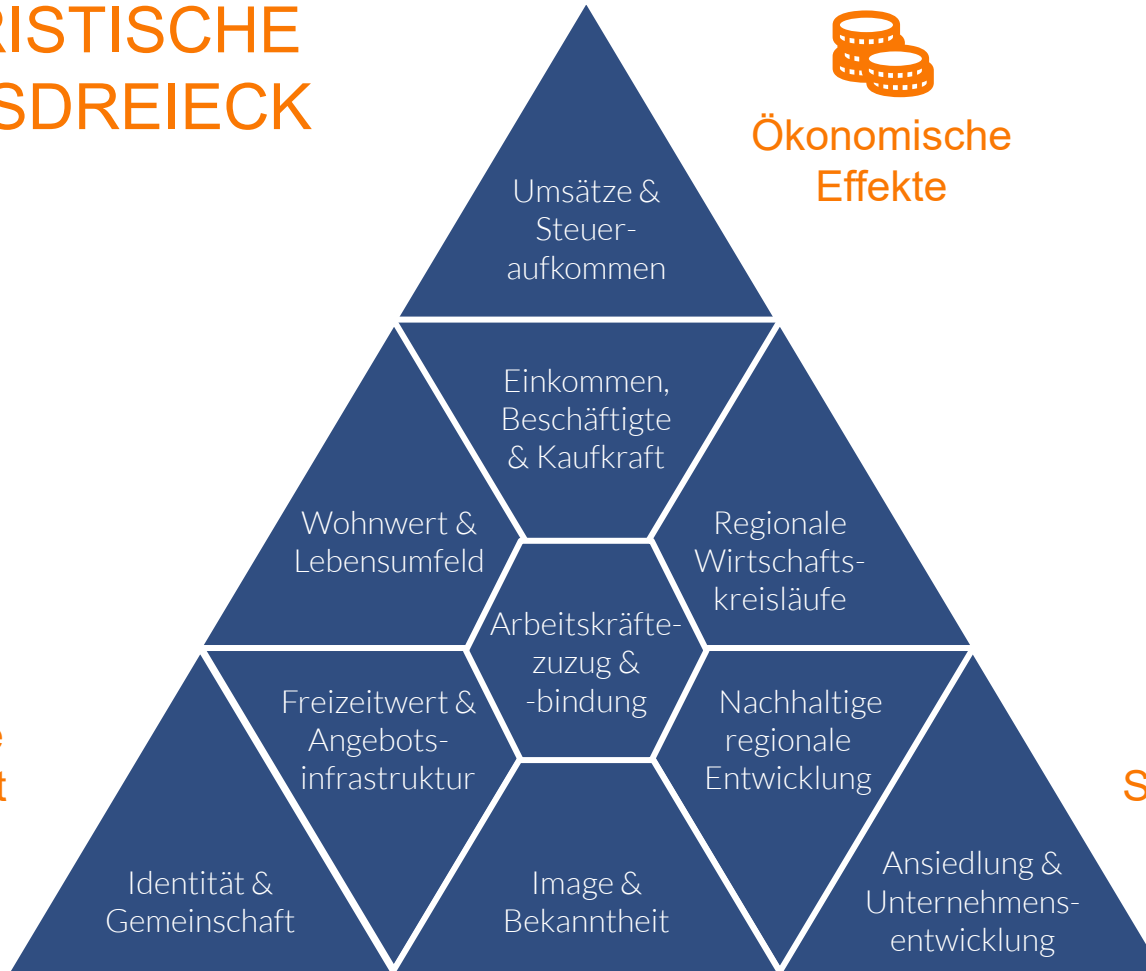 RISTISCHE
SDREIECK
Ökonomische
Effekte
Umsätze &
Steuer-
aufkommen
Einkommen,
Beschäftigte
& Kaufkraft
Wohnwert &
Lebensumfeld
Regionale
Wirtschafts-
kreisläufe
Arbeitskräfte-
zuzug &
-bindung
Freizeitwert &
Angebots-
infrastruktur
Nachhaltige
regionale
Entwicklung
Identität &
Gemeinschaft
Image &
Bekanntheit
Ansiedlung &
Unternehmens-
entwicklung